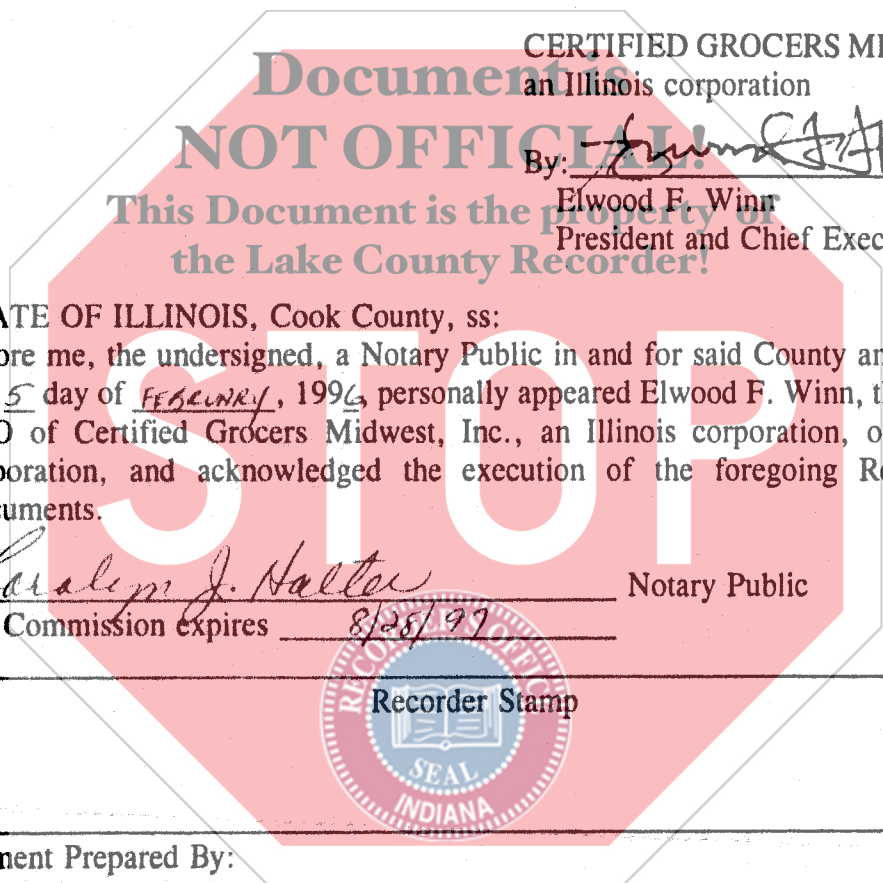 CERTIFIED GROCERS MI
an Illinois corporation
Document is
NOT OFFICIAL!
By:
This Document is the property of
Elwood F. Winn
President and Chief Exec
the Lake County Recorder!
ATE OF ILLINOIS, Cook County, ss:
ore me, the undersigned, a Notary Public in and for said County an
5 day of FEBRUARY, 1996, personally appeared Elwood F. Winn, t
O of Certified Grocers Midwest, Inc., an Illinois corporation, o
poration, and acknowledged the execution of the foregoing Re
cuments.
STOP
J. Halter Notary Public
Commission expires 8/28/97
RECORDER'S OFFIC
Recorder Stamp
SEAL
INDIANA
ment Prepared By: